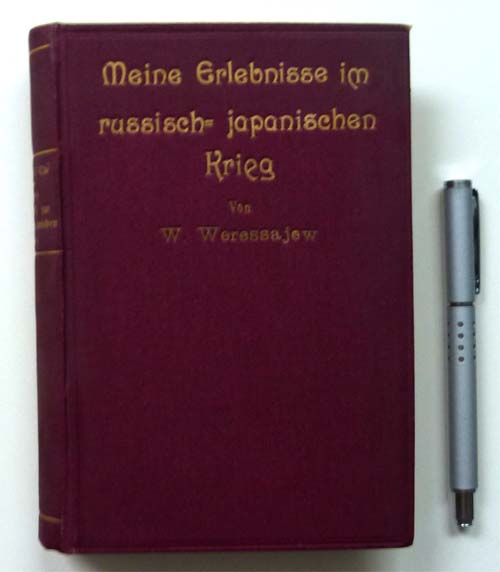 Meine Erlebnisse im
russisch= japanischen
Krieg
Von
W. Weressajew